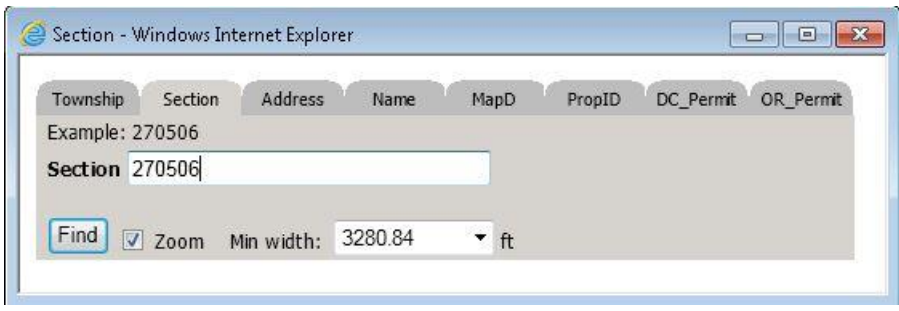 Section - Windows Internet Explorer
Township Section Address Name MapD PropID DC_Permit OR_Permit
Example: 270506
Section 270506
Find Zoom Min width: 3280.84 ft